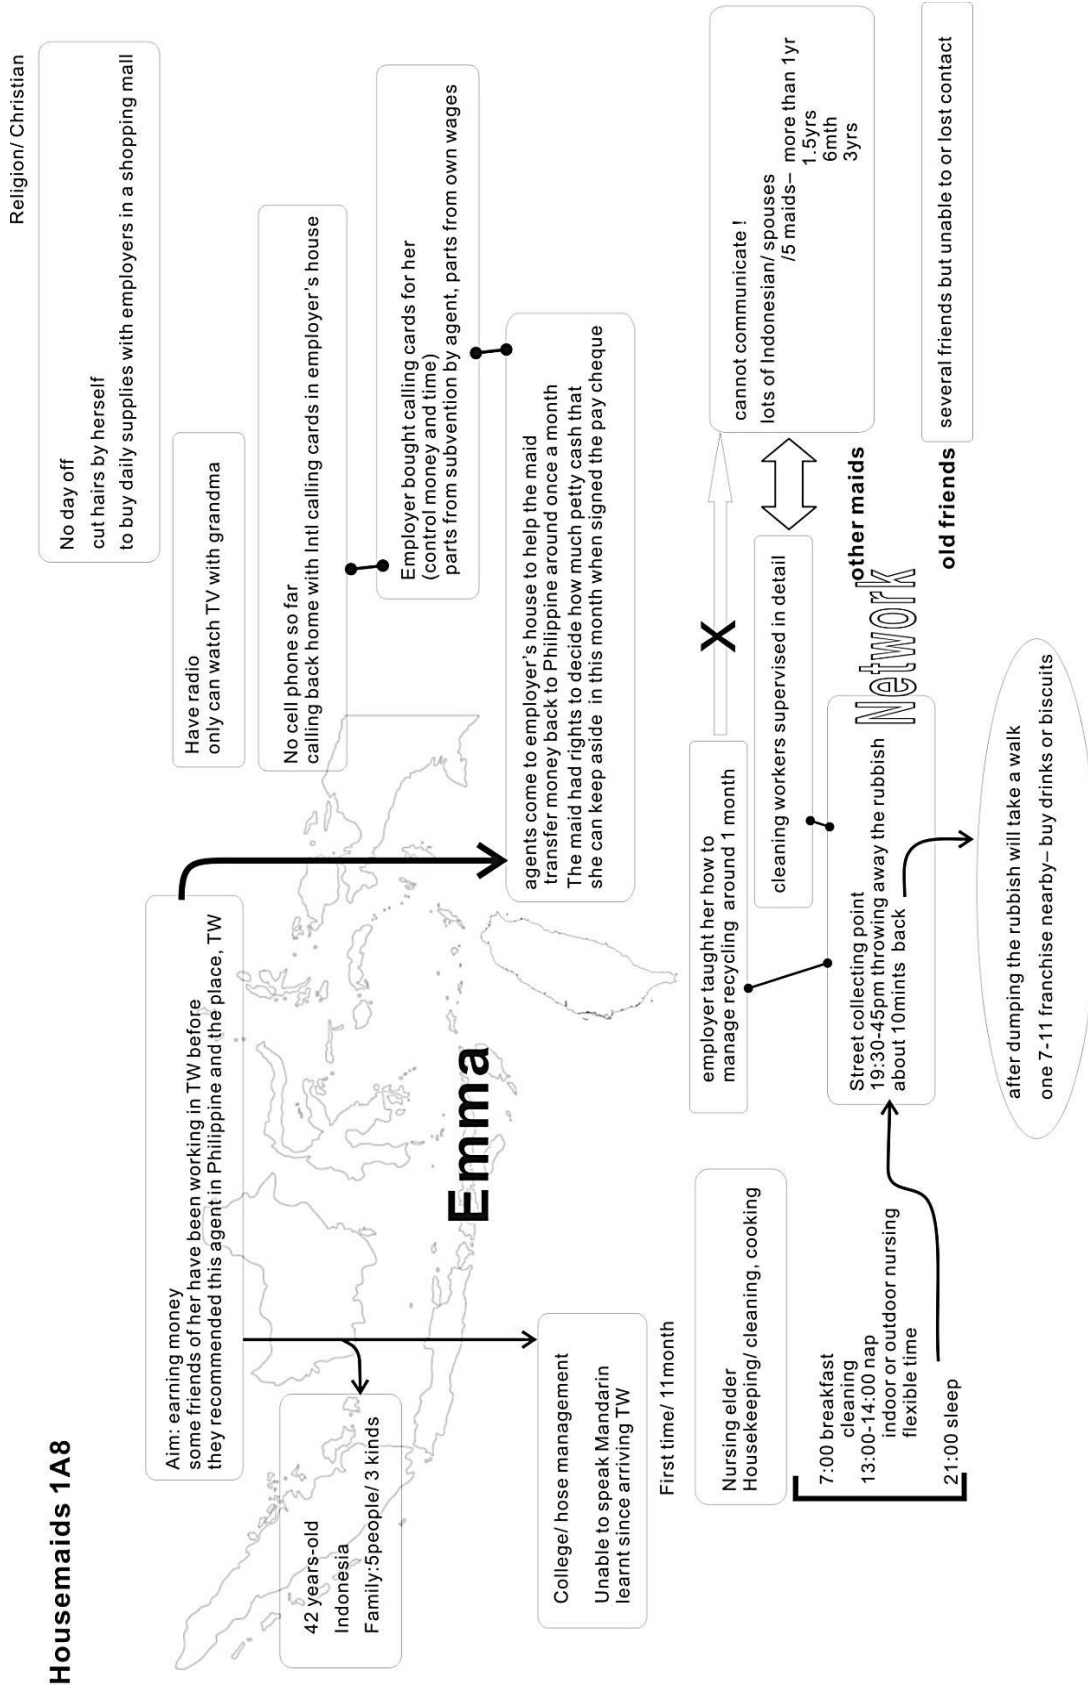 Housemaids 1A8
Religion/ Christian
Aim: earning money
some friends of her have been working in TW before
they recommended this agent in Philippine and the place, TW
No day off
cut hairs by herself
to buy daily supplies with employers in a shopping mall
Have radio
only can watch TV with grandma
No cell phone so far
calling back home with Intl calling cards in employer's house
Employer bought calling cards for her
(control money and time)
parts from subvention by agent, parts from own wages
42 years-old
Indonesia
Family:5people/ 3 kinds
Emma
agents come to employer's house to help the maid
transfer money back to Philippine around once a month
The maid had rights to decide how much petty cash that
she can keep aside in this month when signed the pay cheque
College/ hose management
Unable to speak Mandarin
learnt since arriving TW
First time/ 11month
Nursing elder
Housekeeping/ cleaning, cooking
7:00 breakfast
cleaning
13:00-14:00 nap
indoor or outdoor nursing
flexible time
21:00 sleep
employer taught her how to
manage recycling around 1 month
X
cannot communicate !
lots of Indonesian/ spouses
/5 maids– more than 1yr
1.5yrs
6mth
3yrs
cleaning workers supervised in detail
Street collecting point
19:30-45pm throwing away the rubbish
about 10mints back
other maids
Network
old friends
several friends but unable to or lost contact
after dumping the rubbish will take a walk
one 7-11 franchise nearby– buy drinks or biscuits